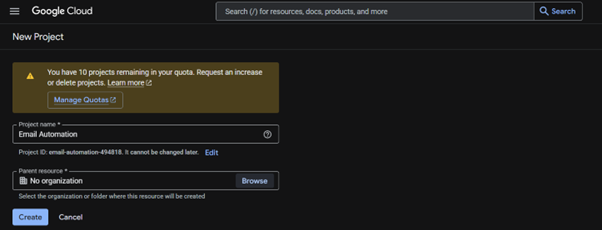 Google Cloud
Search (/) for resources, docs, products, and more
Search
New Project
You have 10 projects remaining in your quota. Request an increase
or delete projects. Learn more
Manage Quotas
Project name *
Email Automation
Project ID: email-automation-494818. It cannot be changed later. Edit
Parent resource *
No organization
Browse
Select the organization or folder where this resource will be created
Create
Cancel